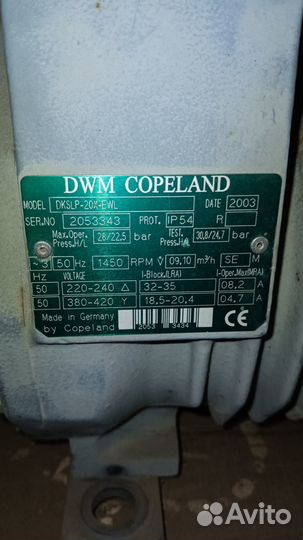 DWM COPELAND
MODEL DKSLP-20X-EWL DATE 2003
SER.NO 2053343 PROT. IP54 R
Max.Oper. Press.H/L 28/22,5 bar TEST. Press.H/L 30,8/24,7 bar
~ 3 50 Hz 1450 RPM V̇ 09,10 m³/h SE M
Hz VOLTAGE I-Block.(LRA) I-Oper.Max(MRA)
50 220-240 △ 32-35 08,2 A
50 380-420 Y 18,5-20,4 04,7 A
Made in Germany
by Copeland 2053 3434 CE
Avito